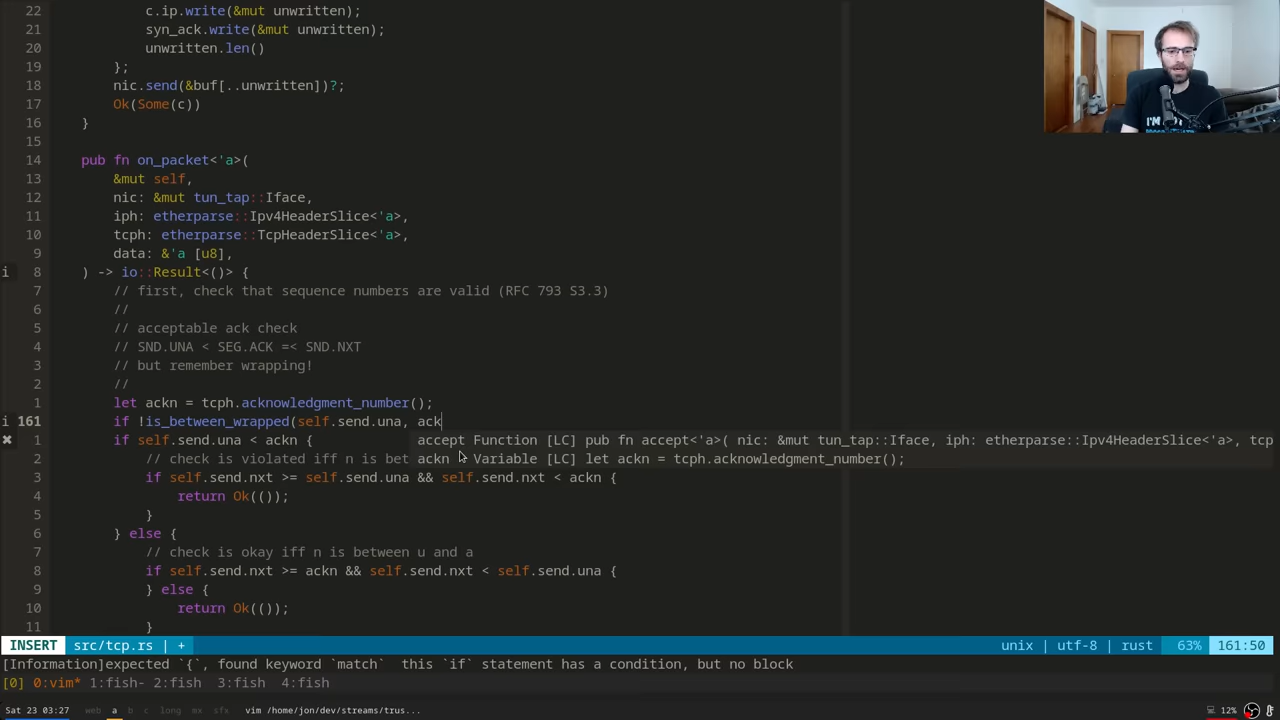 22             c.ip.write(&mut unwritten);
21             syn_ack.write(&mut unwritten);
20             unwritten.len()
19         };
18         nic.send(&buf[..unwritten])?;
17         Ok(Some(c))
16     }
15
14     pub fn on_packet<'a>(
13         &mut self,
12         nic: &mut tun_tap::Iface,
11         iph: etherparse::Ipv4HeaderSlice<'a>,
10         tcph: etherparse::TcpHeaderSlice<'a>,
9         data: &'a [u8],
i 8     ) -> io::Result<()> {
7         // first, check that sequence numbers are valid (RFC 793 S3.3)
6         //
5         // acceptable ack check
4         // SND.UNA < SEG.ACK =< SND.NXT
3         // but remember wrapping!
2         //
1         let ackn = tcph.acknowledgment_number();
i 161         if !is_between_wrapped(self.send.una, ack
✖ 1         if self.send.una < ackn { accept Function [LC] pub fn accept<'a>( nic: &mut tun_tap::Iface, iph: etherparse::Ipv4HeaderSlice<'a>, tcp
2             // check is violated iff n is bet ackn Variable [LC] let ackn = tcph.acknowledgment_number();
3             if self.send.nxt >= self.send.una && self.send.nxt < ackn {
4                 return Ok(());
5             }
6         } else {
7             // check is okay iff n is between u and a
8             if self.send.nxt >= ackn && self.send.nxt < self.send.una {
9             } else {
10                 return Ok(());
11             }
INSERT src/tcp.rs | + unix | utf-8 | rust 63% 161:50
[Information]expected `{`, found keyword `match`  this `if` statement has a condition, but no block
[0] 0:vim* 1:fish- 2:fish 3:fish 4:fish
Sat 23 03:27 web a b c long mx sfx vim /home/jon/dev/streams/trus... 12%